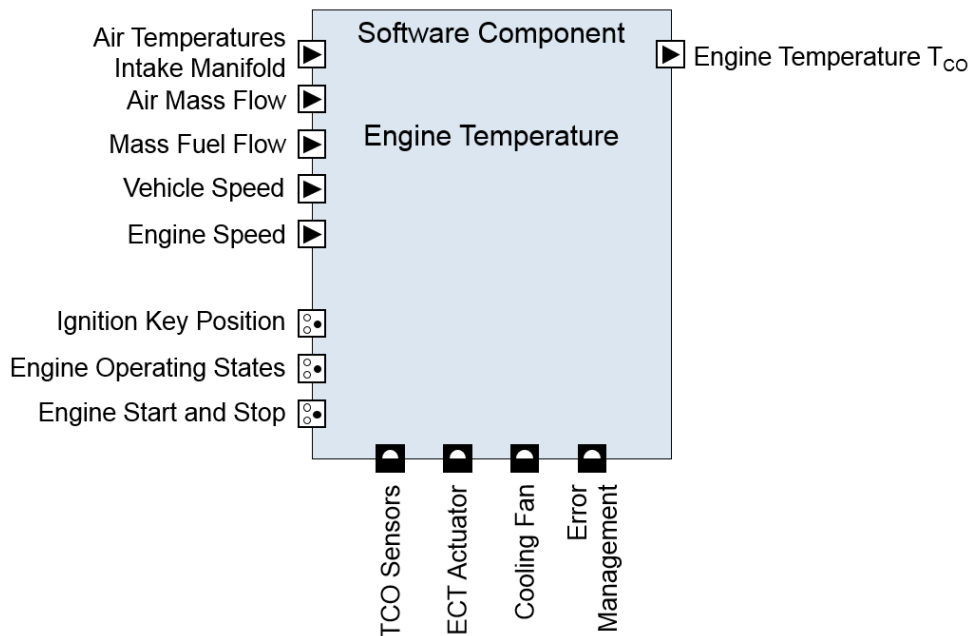 Software Component
Engine Temperature
Air Temperatures
Intake Manifold
Air Mass Flow
Mass Fuel Flow
Vehicle Speed
Engine Speed
Ignition Key Position
Engine Operating States
Engine Start and Stop
Engine Temperature T_CO
TCO Sensors
ECT Actuator
Cooling Fan
Error
Management